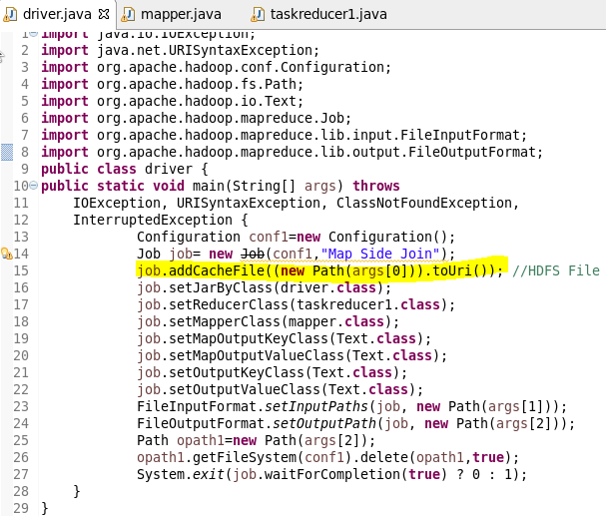 driver.java mapper.java taskreducer1.java
1 import java.io.IOException;
2 import java.net.URISyntaxException;
3 import org.apache.hadoop.conf.Configuration;
4 import org.apache.hadoop.fs.Path;
5 import org.apache.hadoop.io.Text;
6 import org.apache.hadoop.mapreduce.Job;
7 import org.apache.hadoop.mapreduce.lib.input.FileInputFormat;
8 import org.apache.hadoop.mapreduce.lib.output.FileOutputFormat;
9 public class driver {
10 public static void main(String[] args) throws
11 IOException, URISyntaxException, ClassNotFoundException,
12 InterruptedException {
13 Configuration conf1=new Configuration();
14 Job job= new Job(conf1,"Map Side Join");
15 job.addCacheFile((new Path(args[0])).toUri()); //HDFS File
16 job.setJarByClass(driver.class);
17 job.setReducerClass(taskreducer1.class);
18 job.setMapperClass(mapper.class);
19 job.setMapOutputKeyClass(Text.class);
20 job.setMapOutputValueClass(Text.class);
21 job.setOutputKeyClass(Text.class);
22 job.setOutputValueClass(Text.class);
23 FileInputFormat.setInputPaths(job, new Path(args[1]));
24 FileOutputFormat.setOutputPath(job, new Path(args[2]));
25 Path opath1=new Path(args[2]);
26 opath1.getFileSystem(conf1).delete(opath1,true);
27 System.exit(job.waitForCompletion(true) ? 0 : 1);
28 }
29 }